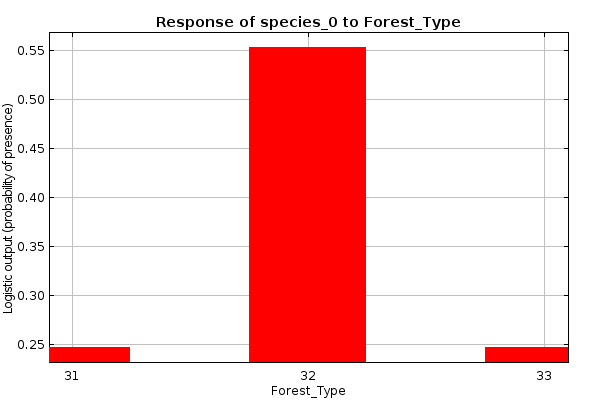 Response of species_0 to Forest_Type
Logistic output (probability of presence)
0.55
0.50
0.45
0.40
0.35
0.30
0.25
31 32 33
Forest_Type